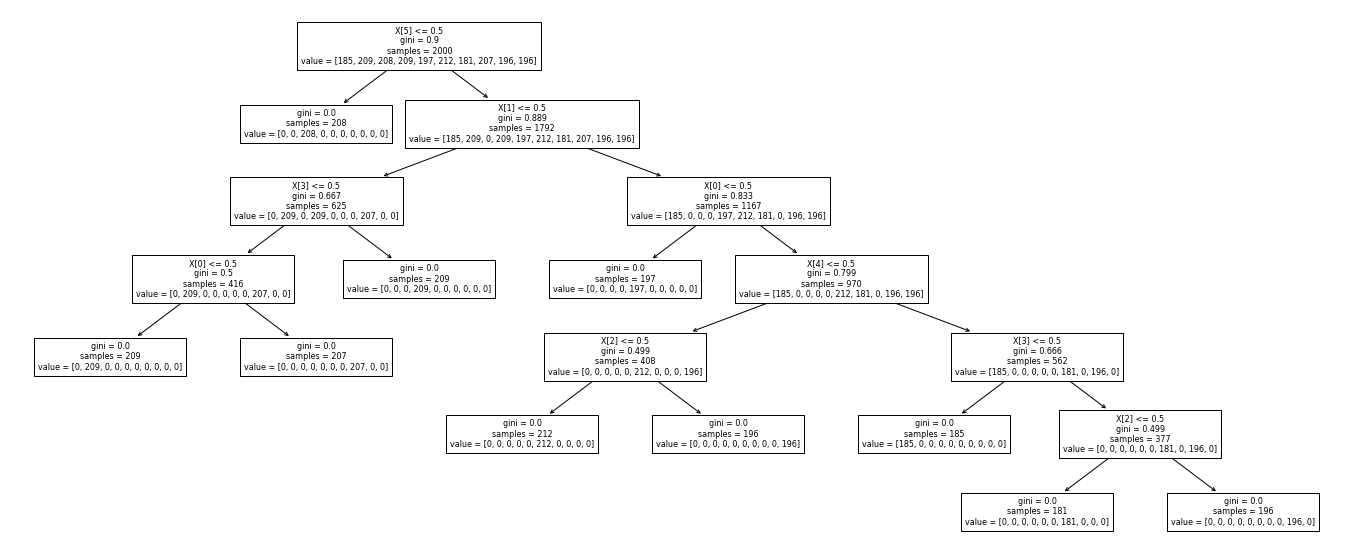 X[5] <= 0.5
gini = 0.9
samples = 2000
value = [185, 209, 208, 209, 197, 212, 181, 207, 196, 196]
gini = 0.0
samples = 208
value = [0, 0, 208, 0, 0, 0, 0, 0, 0, 0]
X[1] <= 0.5
gini = 0.889
samples = 1792
value = [185, 209, 0, 209, 197, 212, 181, 207, 196, 196]
X[3] <= 0.5
gini = 0.667
samples = 625
value = [0, 209, 0, 209, 0, 0, 0, 207, 0, 0]
X[0] <= 0.5
gini = 0.833
samples = 1167
value = [185, 0, 0, 0, 197, 212, 181, 0, 196, 196]
X[0] <= 0.5
gini = 0.5
samples = 416
value = [0, 209, 0, 0, 0, 0, 0, 207, 0, 0]
gini = 0.0
samples = 209
value = [0, 0, 0, 209, 0, 0, 0, 0, 0, 0]
gini = 0.0
samples = 197
value = [0, 0, 0, 0, 197, 0, 0, 0, 0, 0]
X[4] <= 0.5
gini = 0.799
samples = 970
value = [185, 0, 0, 0, 0, 212, 181, 0, 196, 196]
gini = 0.0
samples = 209
value = [0, 209, 0, 0, 0, 0, 0, 0, 0, 0]
gini = 0.0
samples = 207
value = [0, 0, 0, 0, 0, 0, 0, 207, 0, 0]
X[2] <= 0.5
gini = 0.499
samples = 408
value = [0, 0, 0, 0, 0, 212, 0, 0, 0, 196]
X[3] <= 0.5
gini = 0.666
samples = 562
value = [185, 0, 0, 0, 0, 0, 181, 0, 196, 0]
gini = 0.0
samples = 212
value = [0, 0, 0, 0, 0, 212, 0, 0, 0, 0]
gini = 0.0
samples = 196
value = [0, 0, 0, 0, 0, 0, 0, 0, 0, 196]
gini = 0.0
samples = 185
value = [185, 0, 0, 0, 0, 0, 0, 0, 0, 0]
X[2] <= 0.5
gini = 0.499
samples = 377
value = [0, 0, 0, 0, 0, 0, 181, 0, 196, 0]
gini = 0.0
samples = 181
value = [0, 0, 0, 0, 0, 0, 181, 0, 0, 0]
gini = 0.0
samples = 196
value = [0, 0, 0, 0, 0, 0, 0, 0, 196, 0]